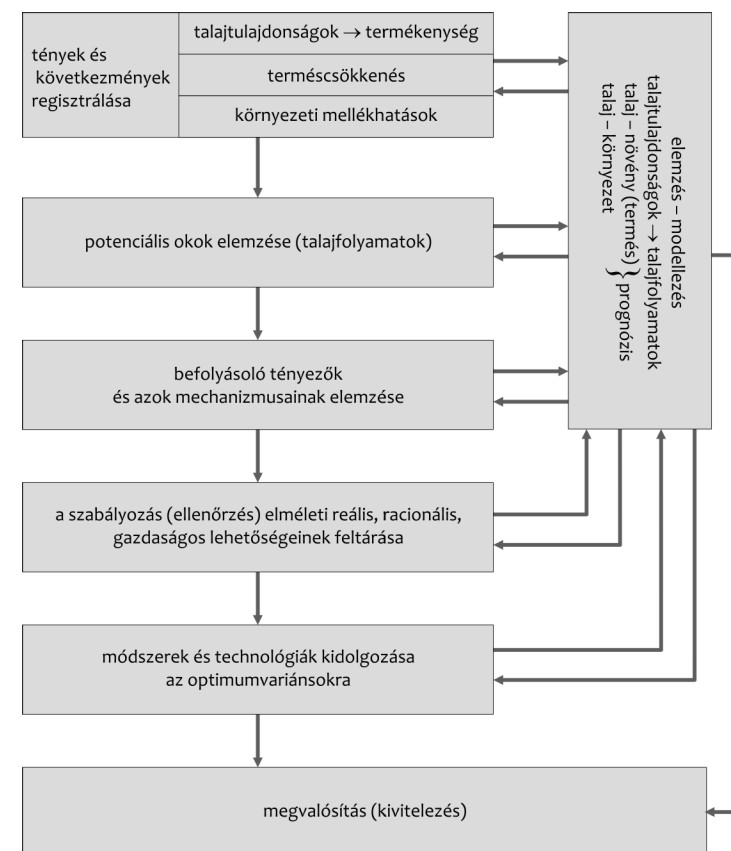 tények és
következmények
regisztrálása
talajtulajdonságok → termékenység
terméscsökkenés
környezeti mellékhatások
elemzés – modellezés
talajtulajdonságok → talajfolyamatok
talaj – növény (termés) } prognózis
talaj – környezet
potenciális okok elemzése (talajfolyamatok)
befolyásoló tényezők
és azok mechanizmusainak elemzése
a szabályozás (ellenőrzés) elméleti reális, racionális,
gazdaságos lehetőségeinek feltárása
módszerek és technológiák kidolgozása
az optimumvariánsokra
megvalósítás (kivitelezés)